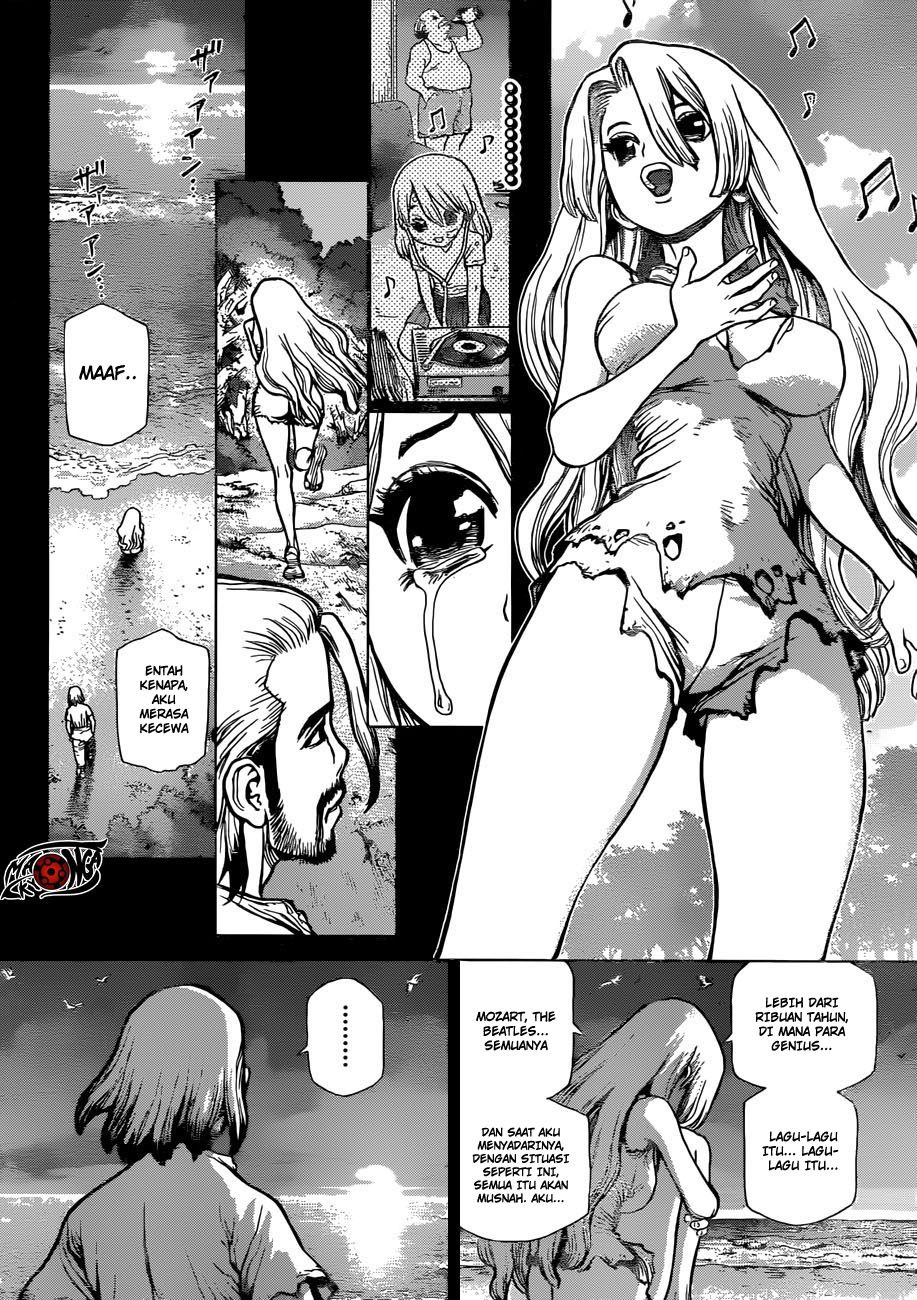 ザアアイン...
ザアアアン...
MAAF..
ENTAH
KENAPA,
AKU
MERASA
KECEWA
LEBIH DARI
RIBUAN TAHUN,
DI MANA PARA
GENIUS...
LAGU-LAGU
ITU... LAGU-
LAGU ITU...
MOZART, THE
BEATLES...
SEMUANYA
DAN SAAT AKU
MENYADARINYA,
DENGAN SITUASI
SEPERTI INI,
SEMUA ITU AKAN
MUSNAH. AKU...
........